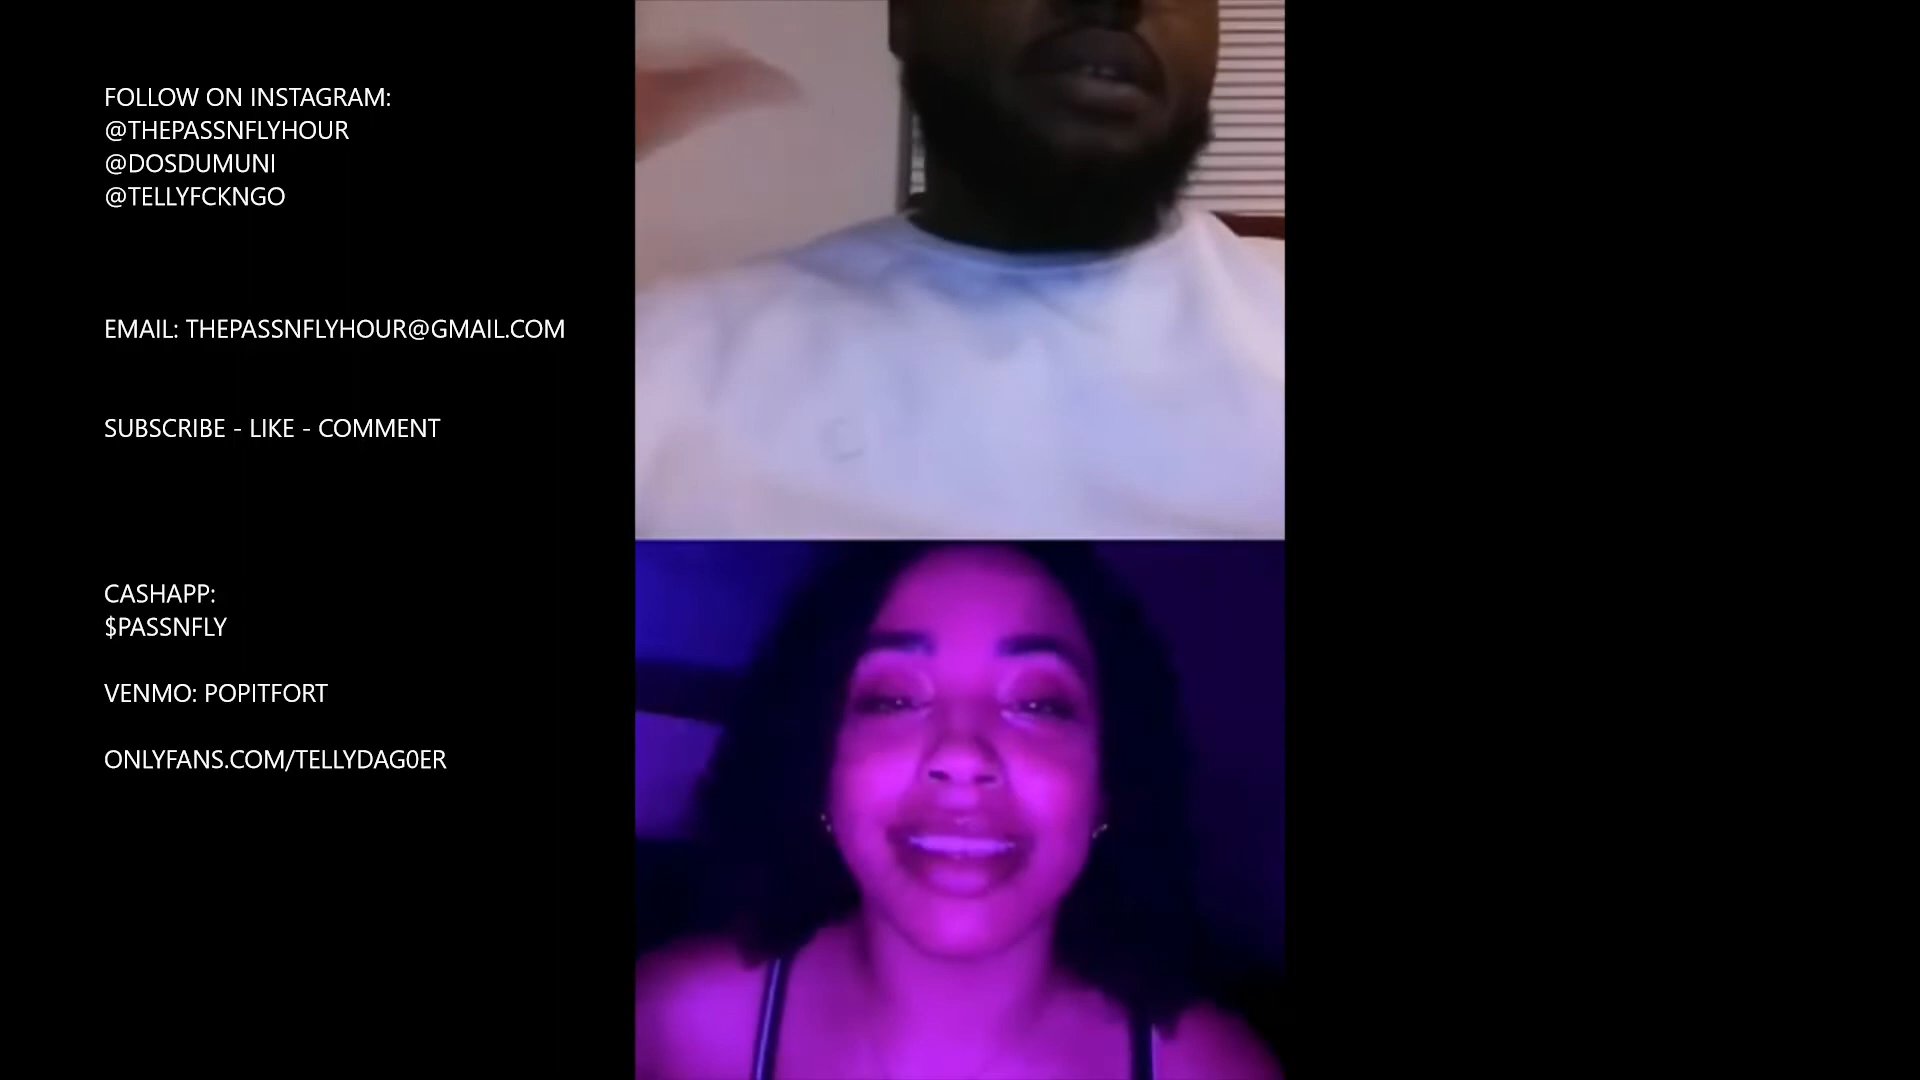 FOLLOW ON INSTAGRAM:
@THEPASSNFLYHOUR
@DOSDUMUNI
@TELLYFCKNGO
EMAIL: THEPASSNFLYHOUR@GMAIL.COM
SUBSCRIBE - LIKE - COMMENT
CASHAPP:
$PASSNFLY
VENMO: POPITFORT
ONLYFANS.COM/TELLYDAG0ER